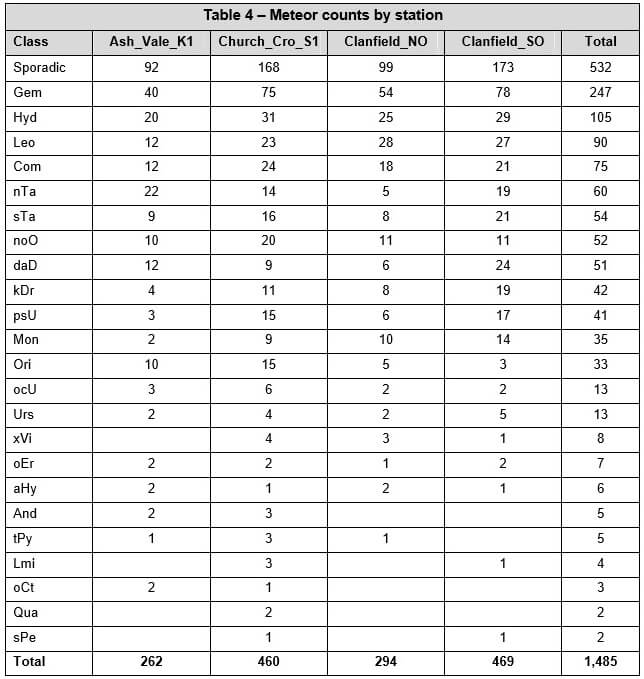 Table 4 – Meteor counts by station
Class Ash_Vale_K1 Church_Cro_S1 Clanfield_NO Clanfield_SO Total
Sporadic 92 168 99 173 532
Gem 40 75 54 78 247
Hyd 20 31 25 29 105
Leo 12 23 28 27 90
Com 12 24 18 21 75
nTa 22 14 5 19 60
sTa 9 16 8 21 54
noO 10 20 11 11 52
daD 12 9 6 24 51
kDr 4 11 8 19 42
psU 3 15 6 17 41
Mon 2 9 10 14 35
Ori 10 15 5 3 33
ocU 3 6 2 2 13
Urs 2 4 2 5 13
xVi 4 3 1 8
oEr 2 2 1 2 7
aHy 2 1 2 1 6
And 2 3 5
tPy 1 3 1 5
Lmi 3 1 4
oCt 2 1 3
Qua 2 2
sPe 1 1 2
Total 262 460 294 469 1,485